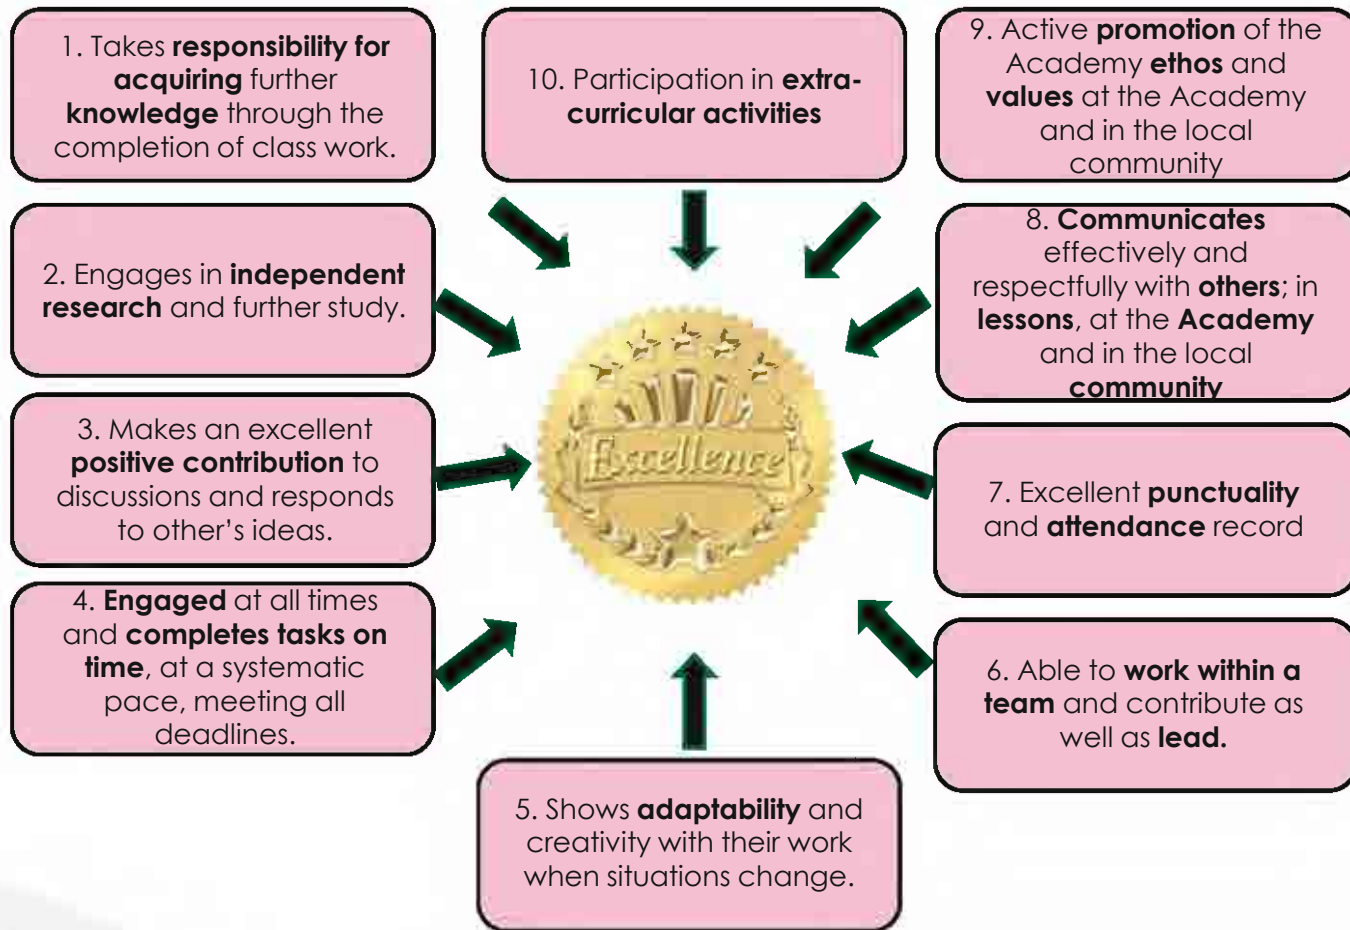 1. Takes responsibility for
acquiring further
knowledge through the
completion of class work.
2. Engages in independent
research and further study.
3. Makes an excellent
positive contribution to
discussions and responds
to other's ideas.
4. Engaged at all times
and completes tasks on
time, at a systematic
pace, meeting all
deadlines.
5. Shows adaptability and
creativity with their work
when situations change.
6. Able to work within a
team and contribute as
well as lead.
7. Excellent punctuality
and attendance record
8. Communicates
effectively and
respectfully with others; in
lessons, at the Academy
and in the local
community
9. Active promotion of the
Academy ethos and
values at the Academy
and in the local
community
10. Participation in extra-
curricular activities
Excellence